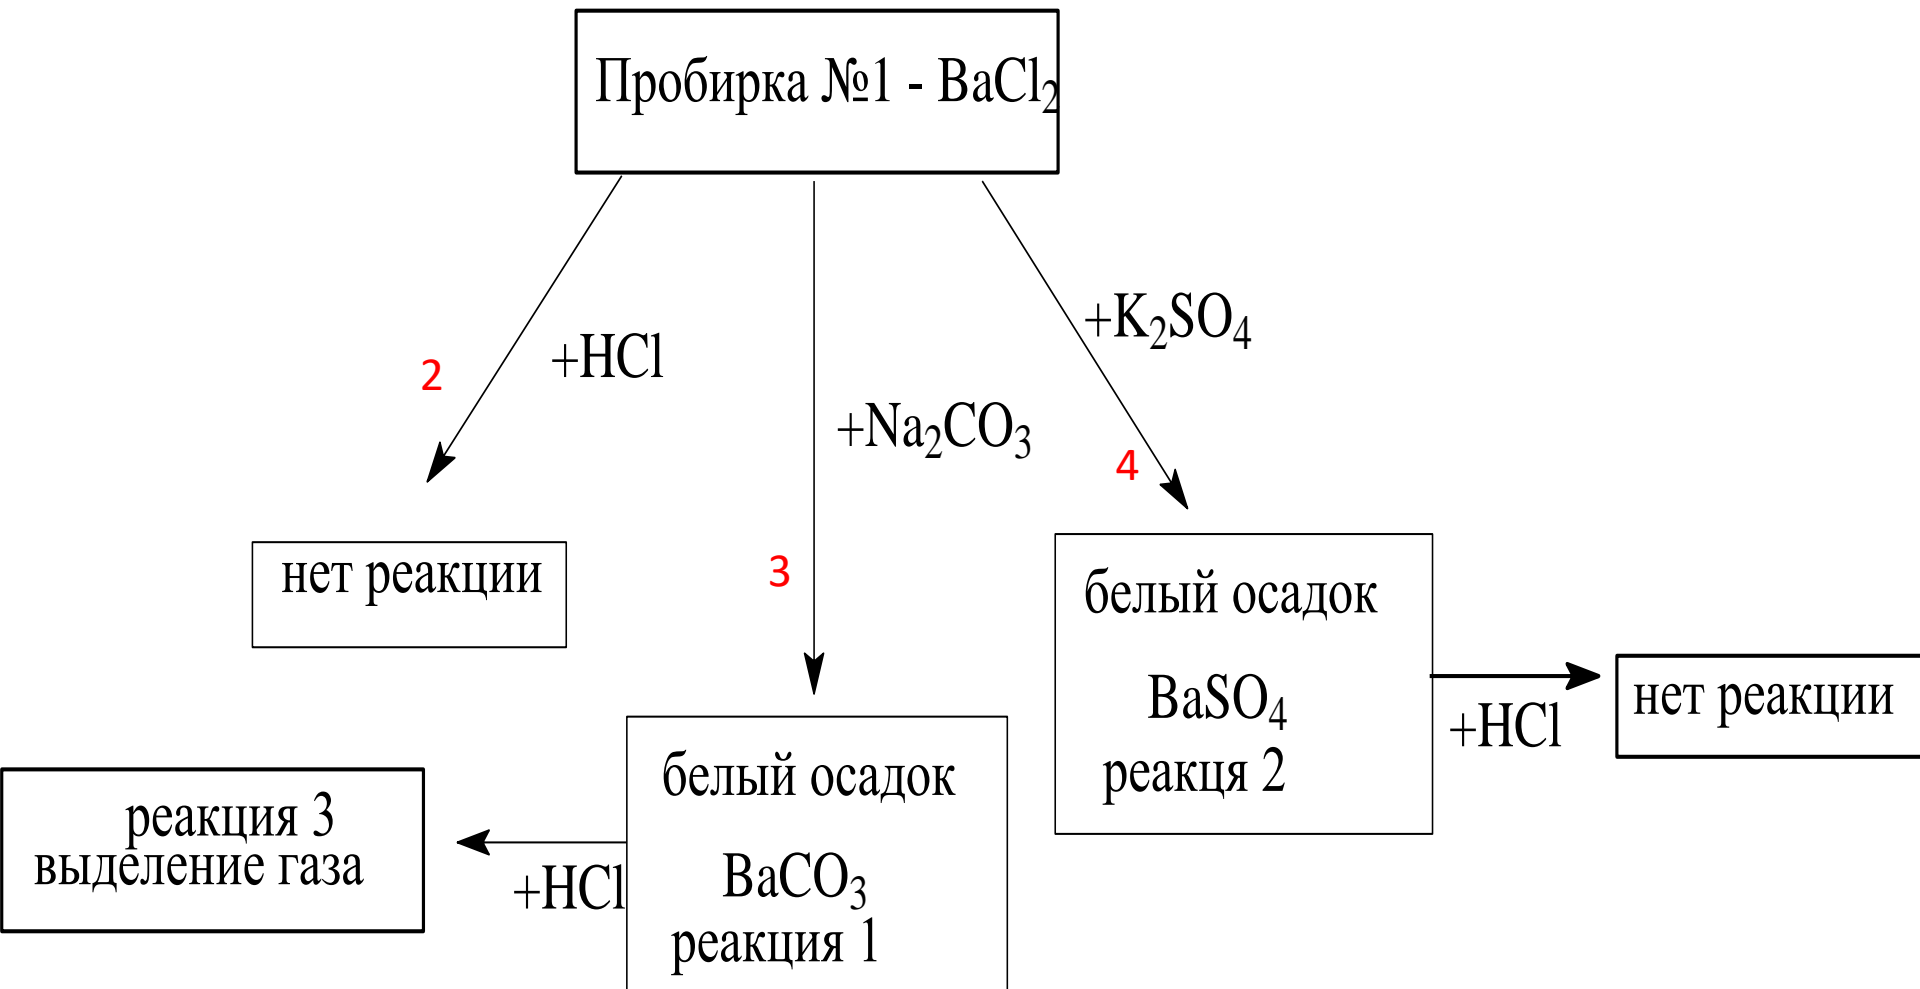 Пробирка №1 - BaCl₂
+HCl
2
+Na₂CO₃
3
+K₂SO₄
4
нет реакции
белый осадок
BaSO₄
реакця 2
+HCl
нет реакции
белый осадок
BaCO₃
реакция 1
+HCl
реакция 3
выделение газа